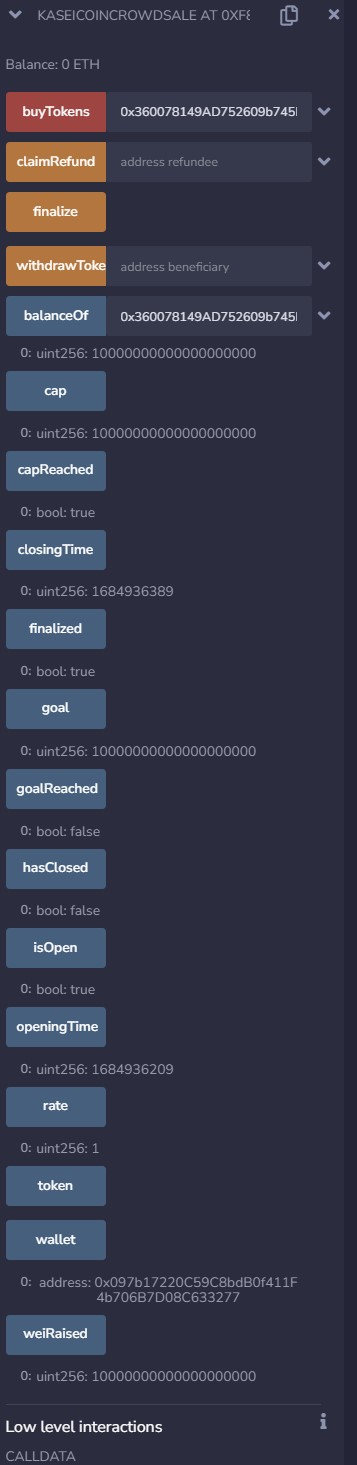 KASEICOINCROWDSALE AT 0XF8
Balance: 0 ETH
buyTokens 0x360078149AD752609b745
claimRefund address refundee
finalize
withdrawToke address beneficiary
balanceOf 0x360078149AD752609b745
0: uint256: 10000000000000000000
cap
0: uint256: 10000000000000000000
capReached
0: bool: true
closingTime
0: uint256: 1684936389
finalized
0: bool: true
goal
0: uint256: 10000000000000000000
goalReached
0: bool: false
hasClosed
0: bool: false
isOpen
0: bool: true
openingTime
0: uint256: 1684936209
rate
0: uint256: 1
token
wallet
0: address: 0x097b17220C59C8bdB0f411F
4b706B7D08C633277
weiRaised
0: uint256: 10000000000000000000
Low level interactions
CALLDATA